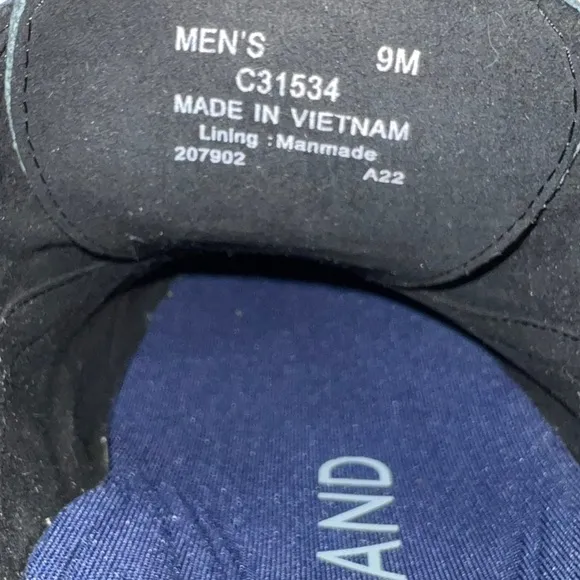 MEN'S 9M
C31534
MADE IN VIETNAM
Lining : Manmade
207902 A22
AND